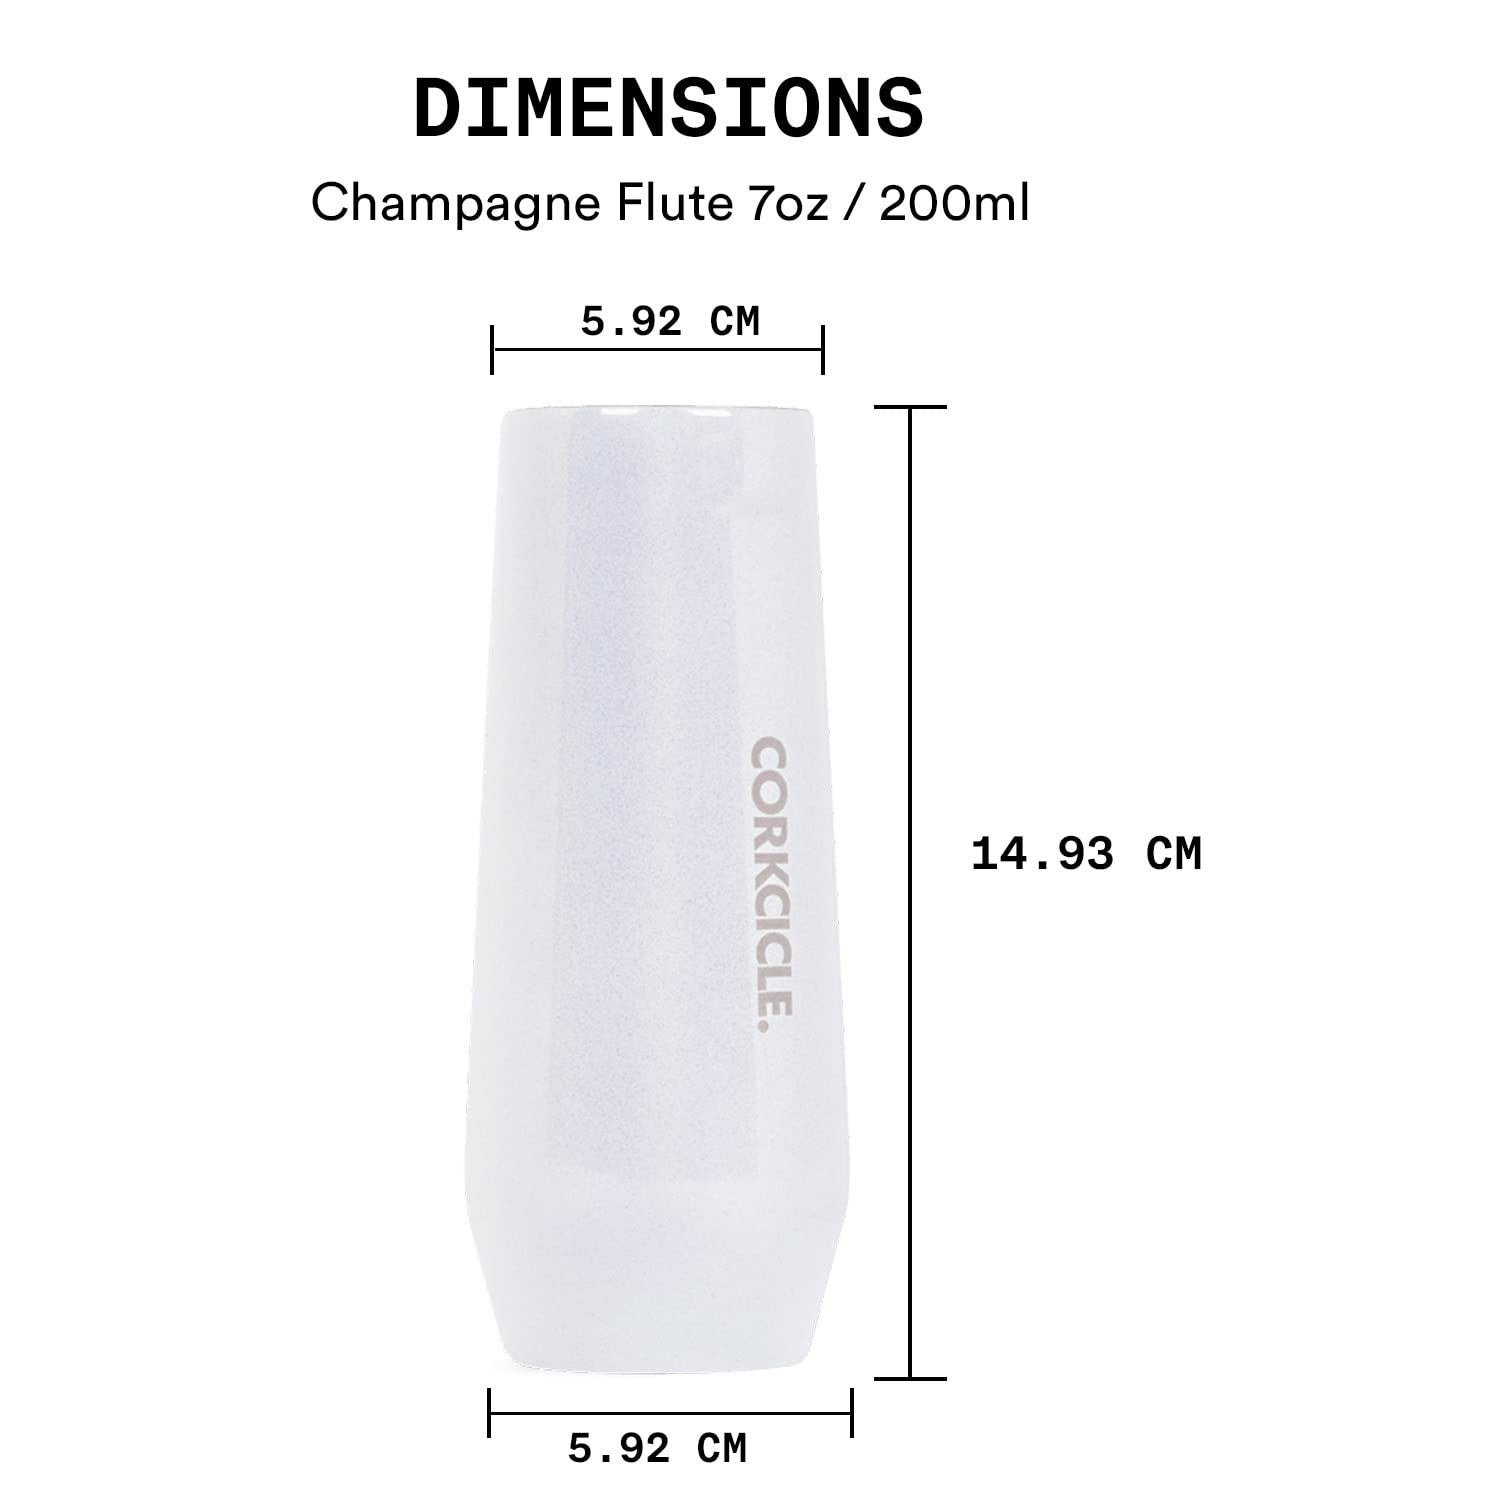 DIMENSIONS
Champagne Flute 7oz / 200ml
5.92 CM
CORKCICLE.
14.93 CM
5.92 CM